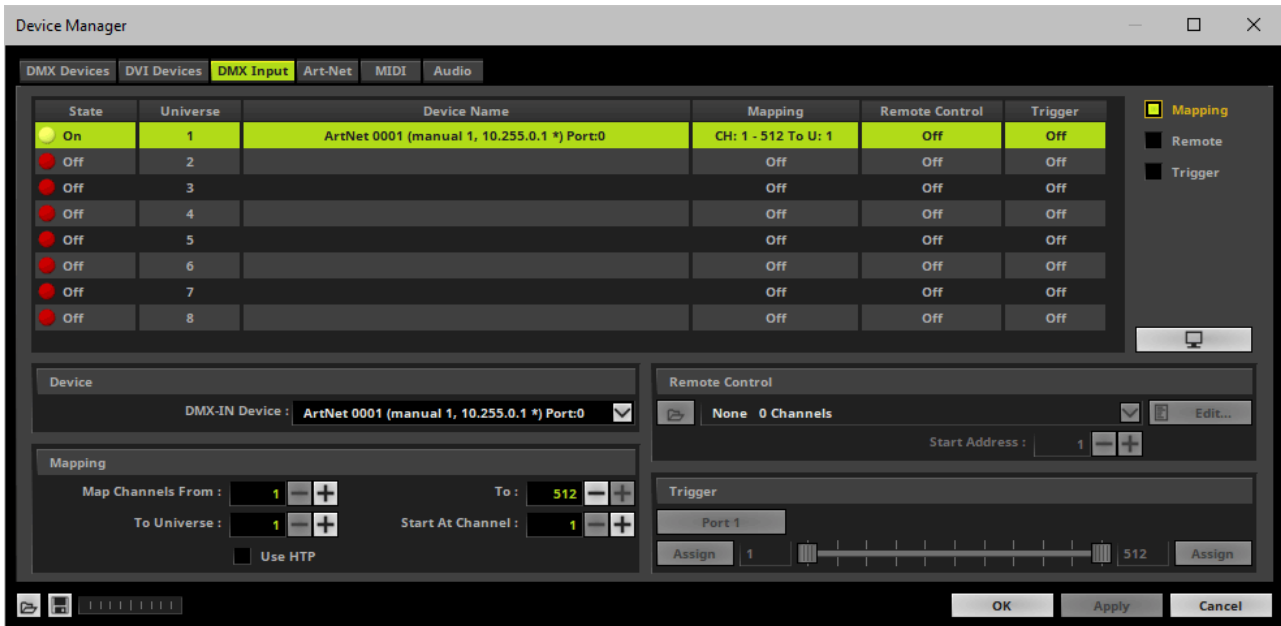 Device Manager
DMX Devices DVI Devices DMX Input Art-Net MIDI Audio
State Universe Device Name Mapping Remote Control Trigger
On 1 ArtNet 0001 (manual 1, 10.255.0.1 *) Port:0 CH: 1 - 512 To U: 1 Off Off
Off 2 Off Off Off
Off 3 Off Off Off
Off 4 Off Off Off
Off 5 Off Off Off
Off 6 Off Off Off
Off 7 Off Off Off
Off 8 Off Off Off
Mapping
Remote
Trigger
Device
DMX-IN Device : ArtNet 0001 (manual 1, 10.255.0.1 *) Port:0
Mapping
Map Channels From : 1 To : 512
To Universe : 1 Start At Channel : 1
Use HTP
Remote Control
None 0 Channels Edit...
Start Address : 1
Trigger
Port 1
Assign 1 512 Assign
OK Apply Cancel